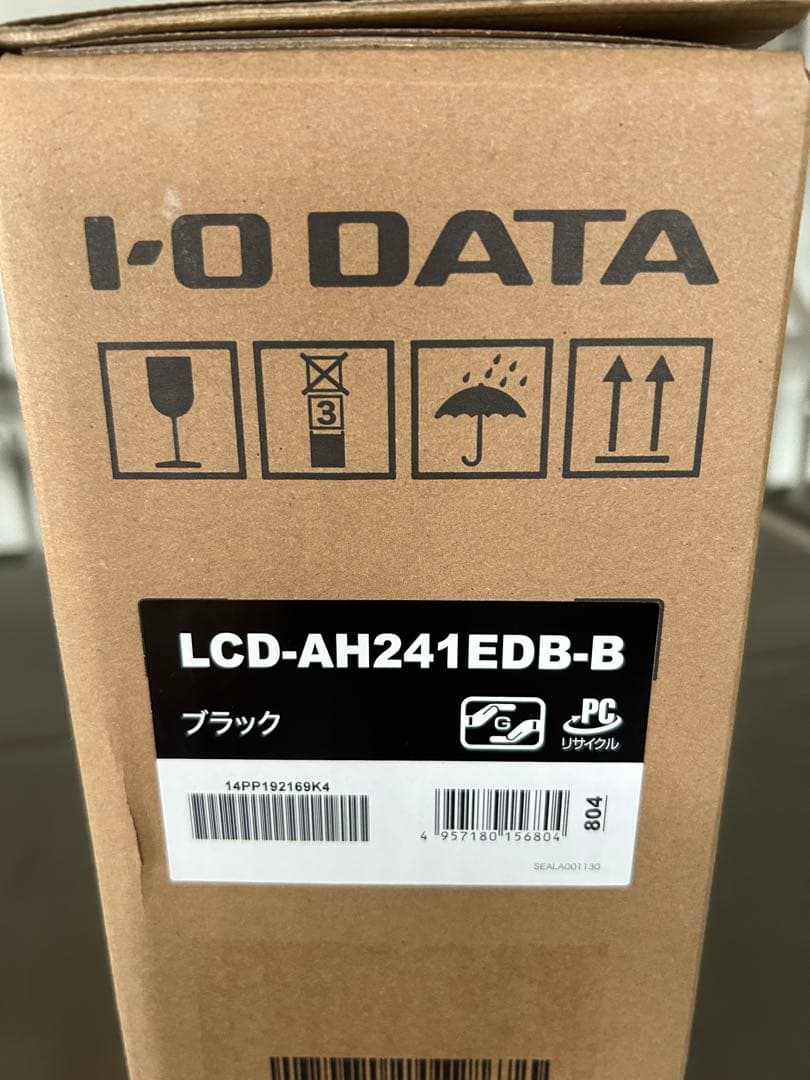 I-O DATA
3
LCD-AH241EDB-B
ブラック
G
PC
リサイクル
14PP192169K4
4 957180 156804
804
SEALA001130